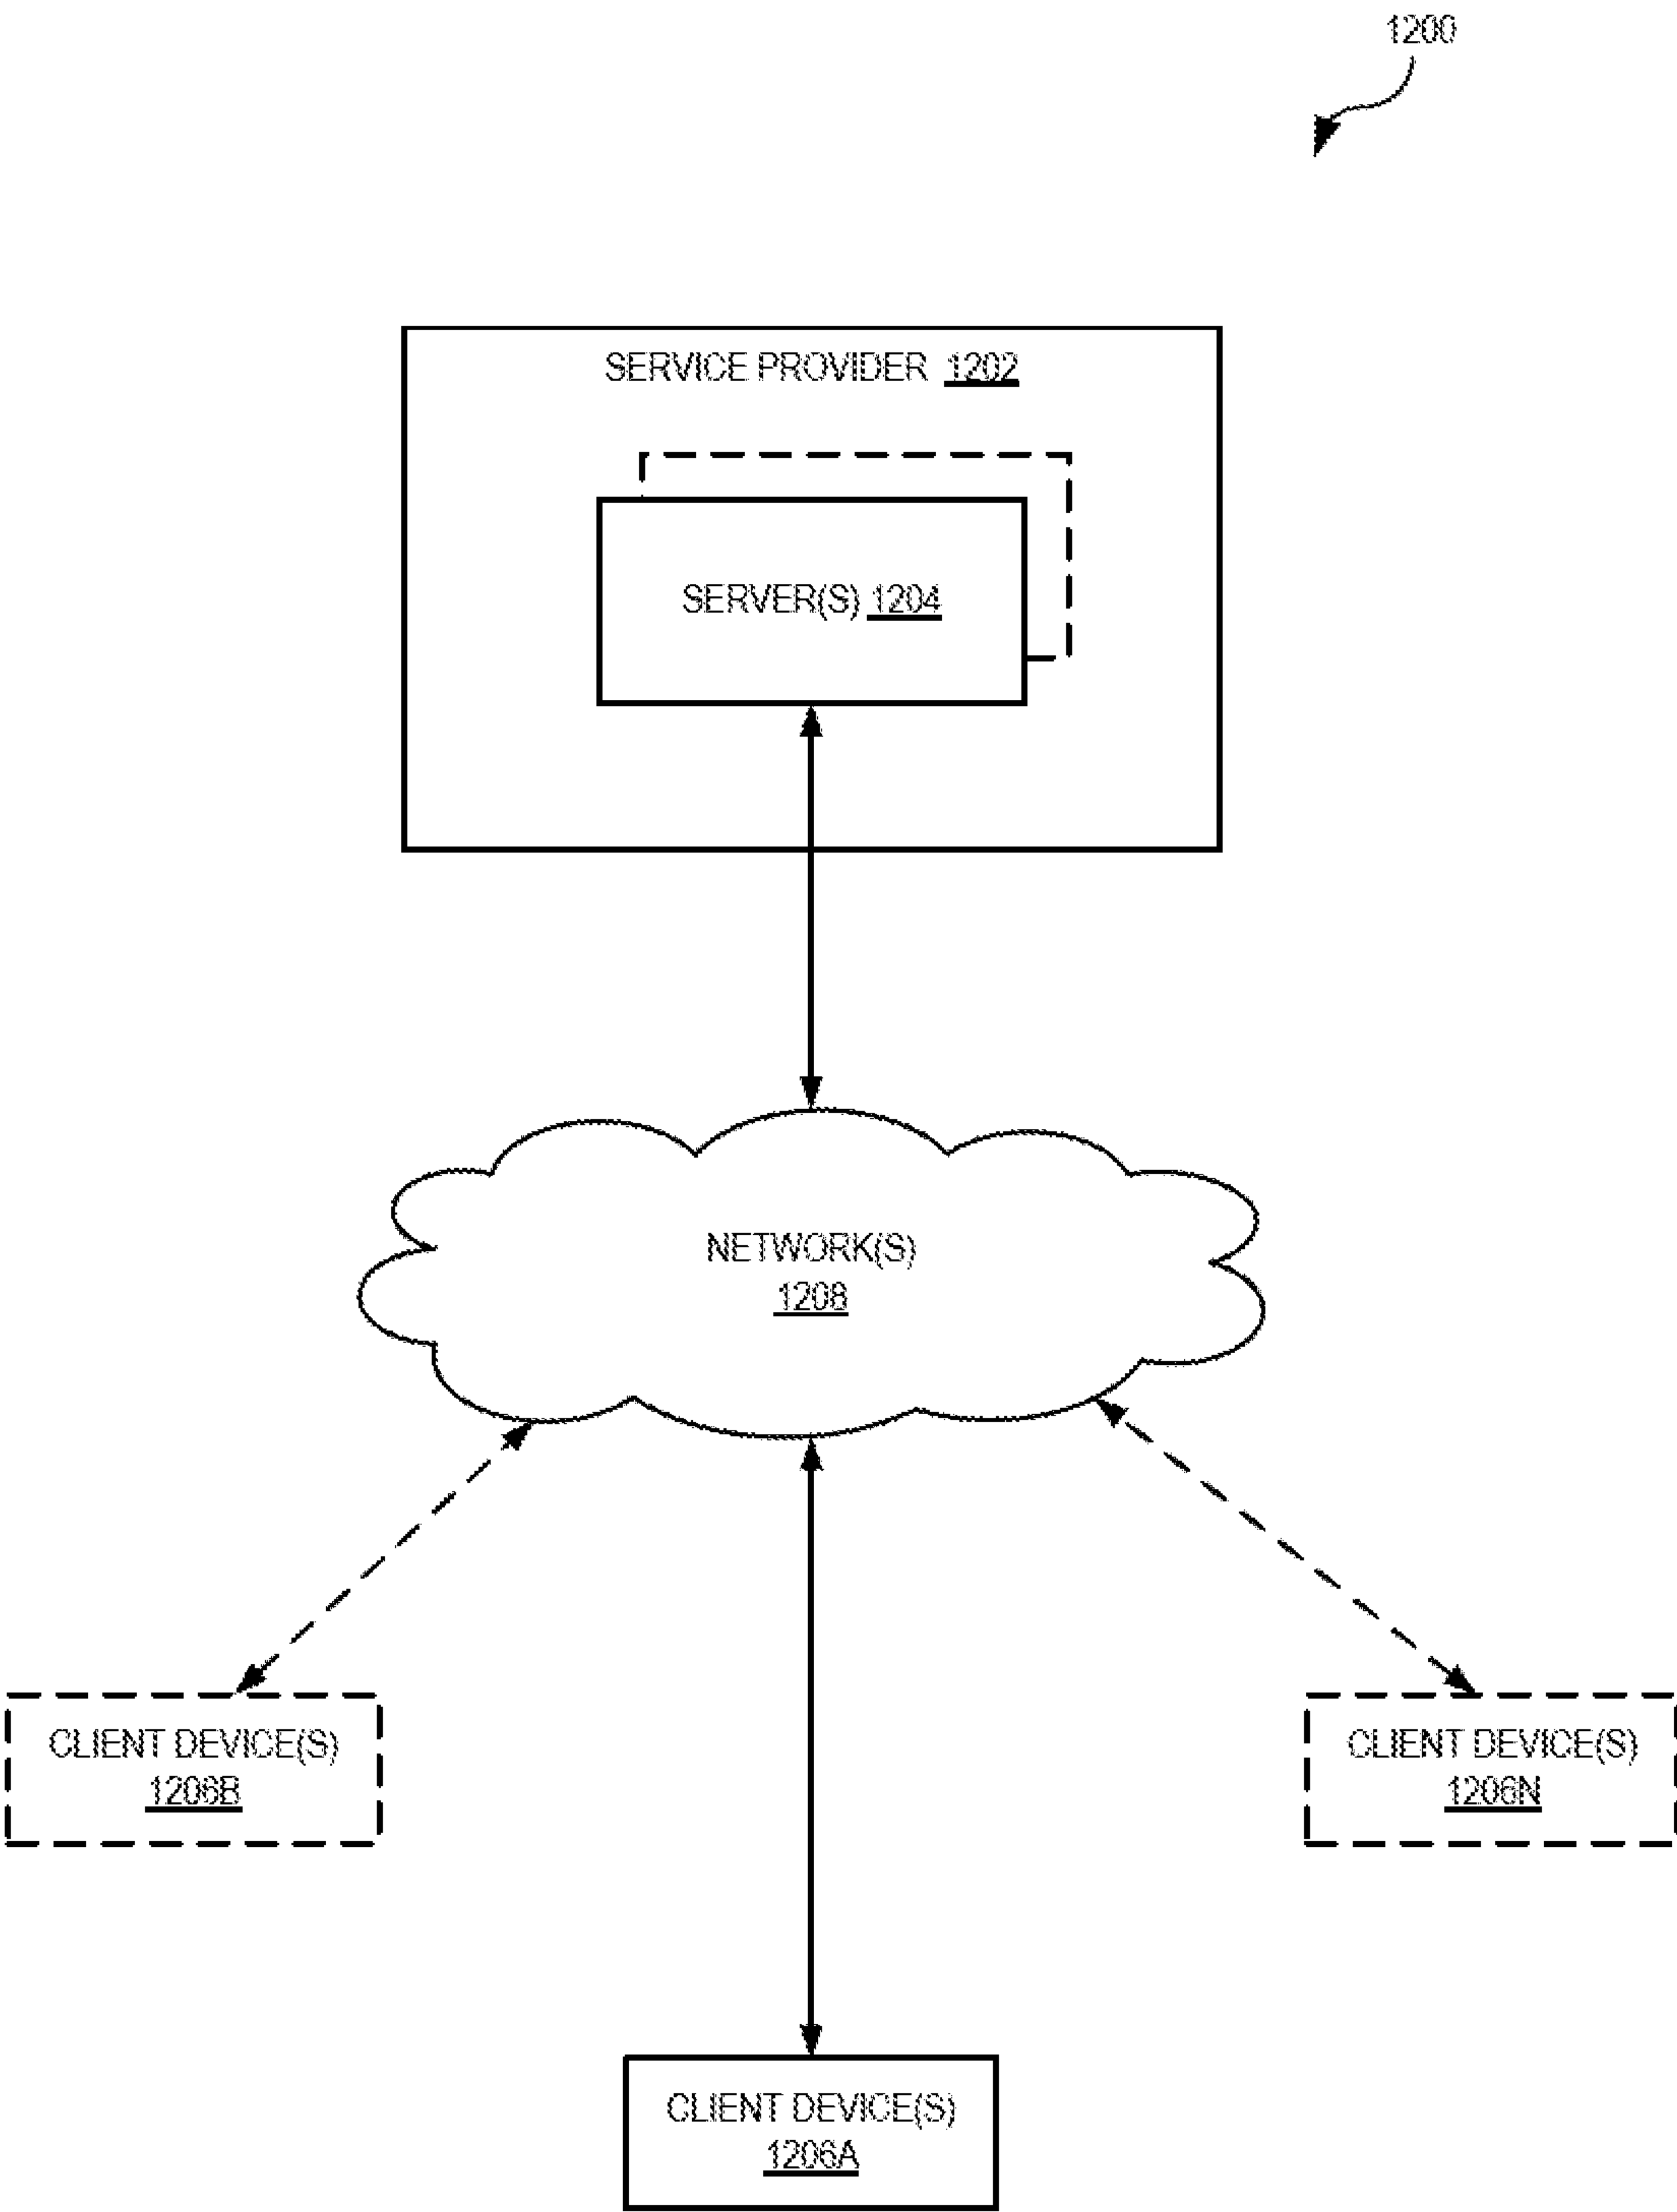 1200
SERVICE PROVIDER 1202
SERVER(S) 1204
NETWORK(S)
1208
CLIENT DEVICE(S)
1206B
CLIENT DEVICE(S)
1206N
CLIENT DEVICE(S)
1206A